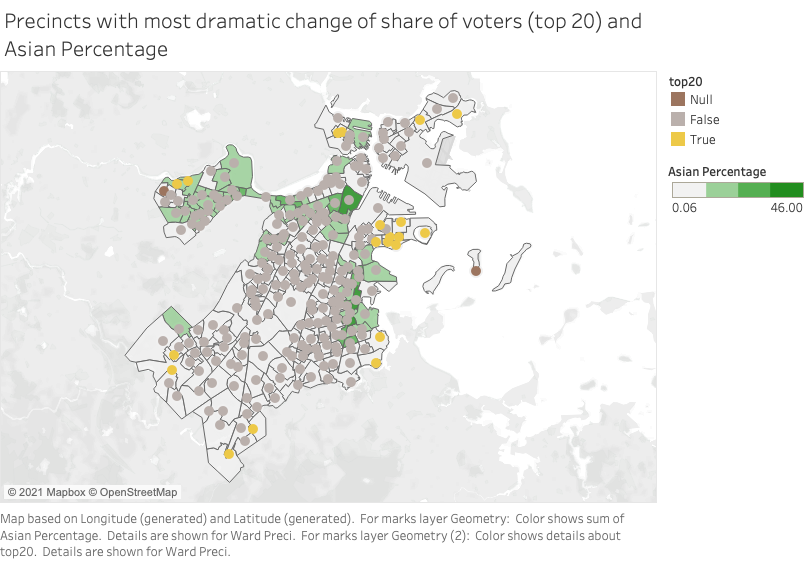 Precincts with most dramatic change of share of voters (top 20) and
Asian Percentage
top20
Null
False
True
Asian Percentage
0.06 46.00
© 2021 Mapbox © OpenStreetMap
Map based on Longitude (generated) and Latitude (generated).  For marks layer Geometry:  Color shows sum of
Asian Percentage.  Details are shown for Ward Preci.  For marks layer Geometry (2):  Color shows details about
top20.  Details are shown for Ward Preci.